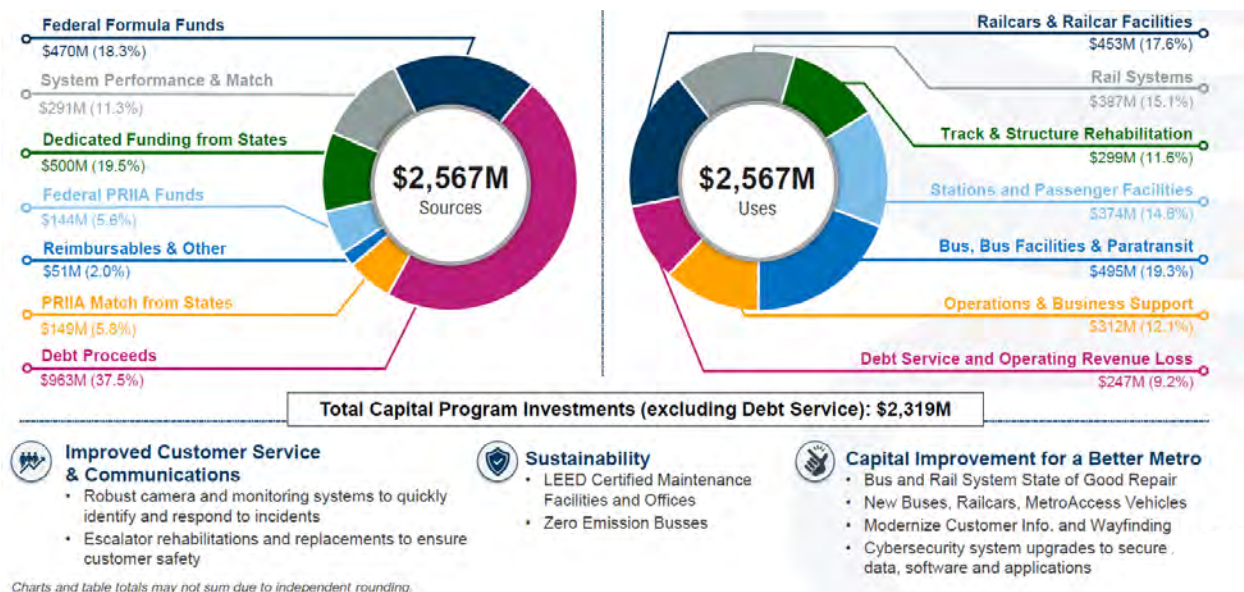 Federal Formula Funds
$470M (18.3%)
System Performance & Match
$291M (11.3%)
Dedicated Funding from States
$500M (19.5%)
Federal PRIIA Funds
$144M (5.6%)
Reimbursables & Other
$51M (2.0%)
PRIIA Match from States
$149M (5.8%)
Debt Proceeds
$963M (37.5%)
$2,567M
Sources
$2,567M
Uses
Railcars & Railcar Facilities
$453M (17.6%)
Rail Systems
$387M (15.1%)
Track & Structure Rehabilitation
$299M (11.6%)
Stations and Passenger Facilities
$374M (14.6%)
Bus, Bus Facilities & Paratransit
$495M (19.3%)
Operations & Business Support
$312M (12.1%)
Debt Service and Operating Revenue Loss
$247M (9.2%)
Total Capital Program Investments (excluding Debt Service): $2,319M
Improved Customer Service
& Communications
• Robust camera and monitoring systems to quickly
identify and respond to incidents
• Escalator rehabilitations and replacements to ensure
customer safety
Sustainability
• LEED Certified Maintenance
Facilities and Offices
• Zero Emission Busses
Capital Improvement for a Better Metro
• Bus and Rail System State of Good Repair
• New Buses, Railcars, MetroAccess Vehicles
• Modernize Customer Info. and Wayfinding
• Cybersecurity system upgrades to secure
data, software and applications
Charts and table totals may not sum due to independent rounding.